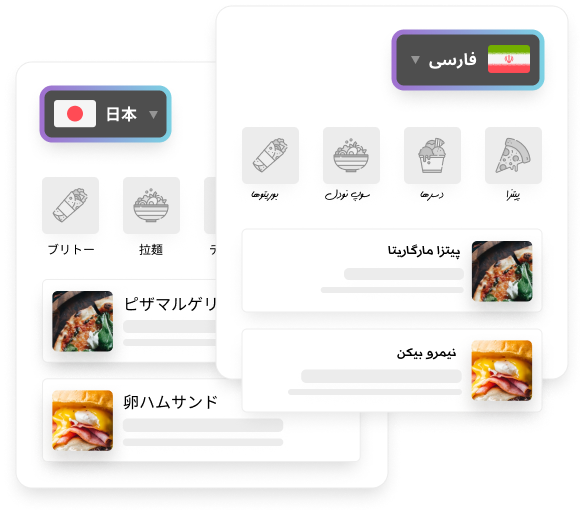 فارسی
پیتزا
دسرها
سوپ نودل
بوریتوها
پیتزا مارگاریتا
نیمرو بیکن
日本
ブリトー
拉麺
ピザマルゲリ
卵ハムサンド